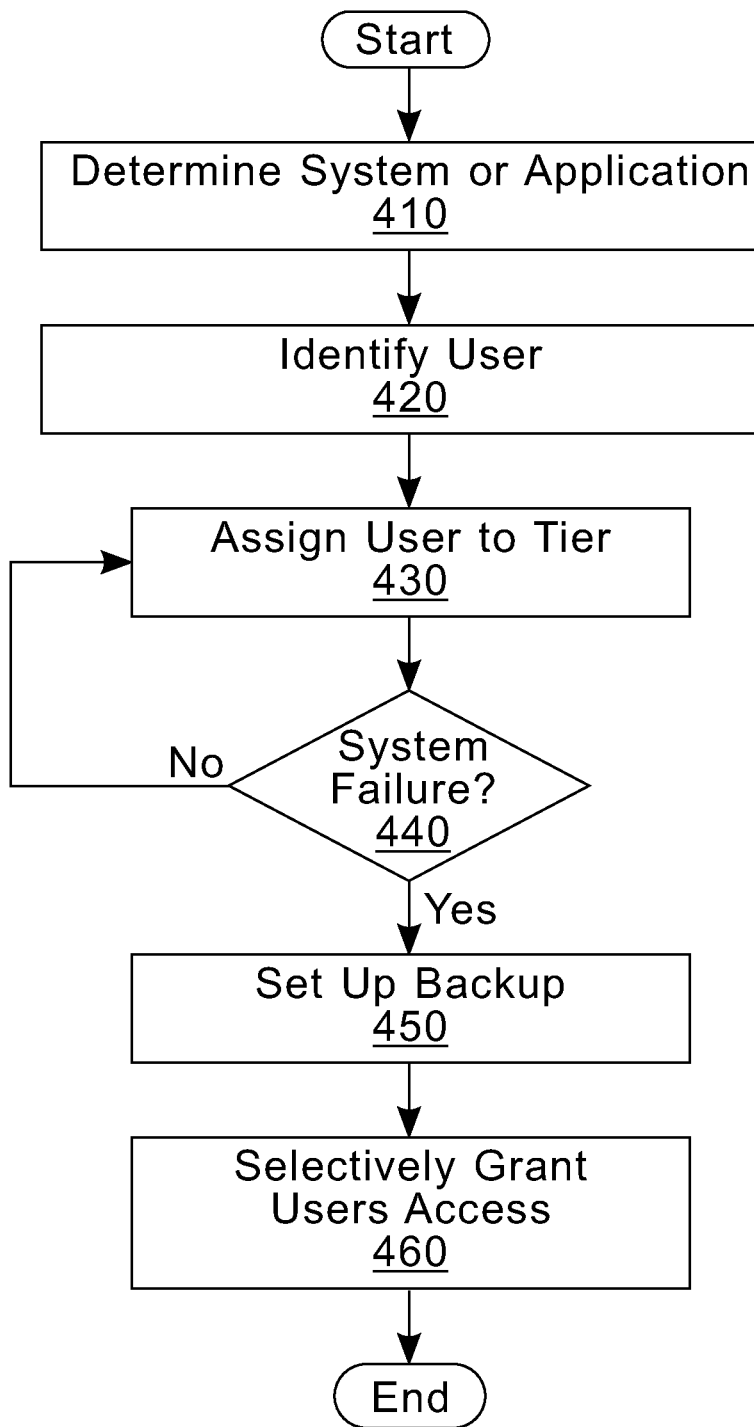 Start
Determine System or Application
410
Identify User
420
Assign User to Tier
430
System
Failure?
440
No
Yes
Set Up Backup
450
Selectively Grant
Users Access
460
End